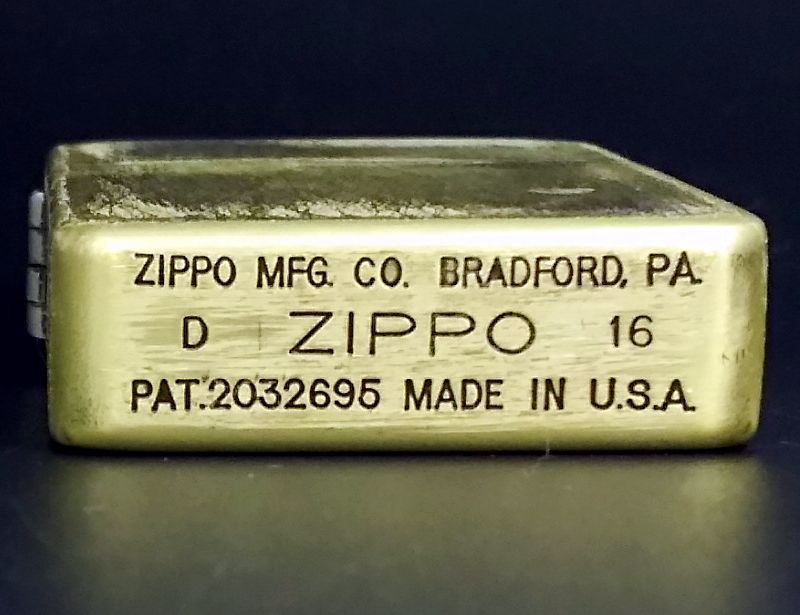 ZIPPO MFG. CO. BRADFORD, PA.
D ZIPPO 16
PAT.2032695 MADE IN U.S.A.